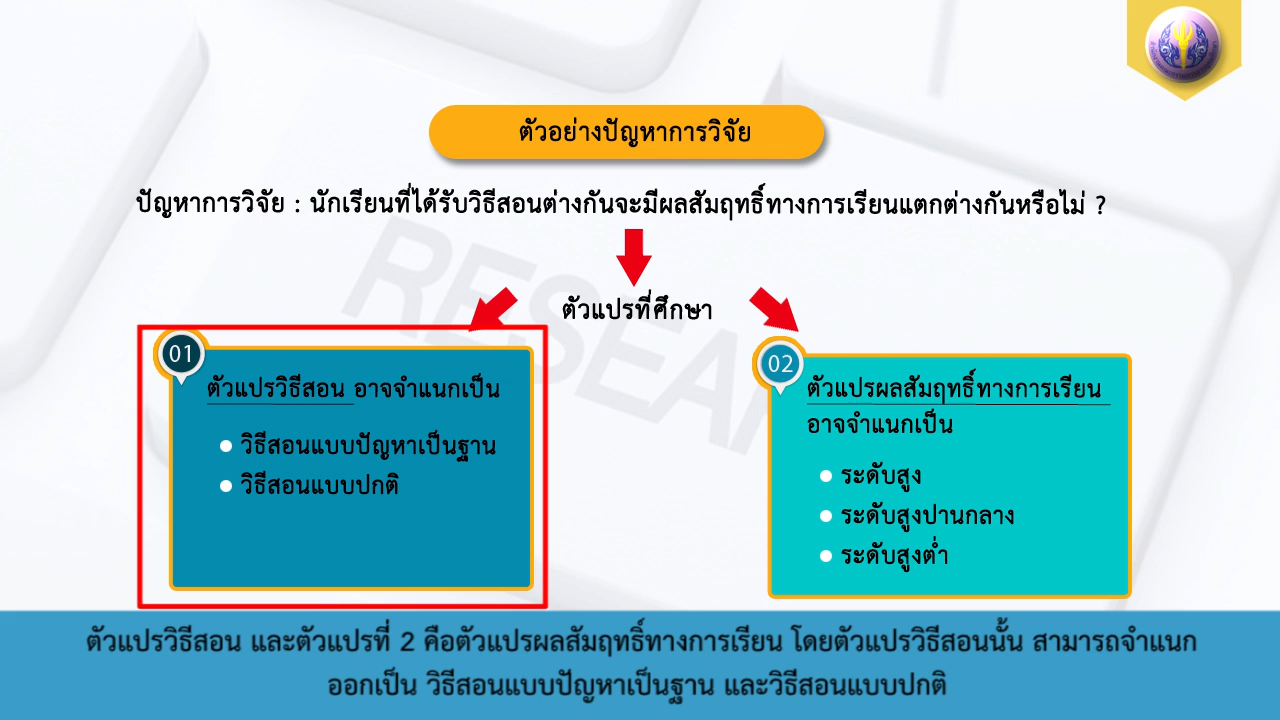 ตัวอย่างปัญหาการวิจัย
ปัญหาการวิจัย : นักเรียนที่ได้รับวิธีสอนต่างกันจะมีผลสัมฤทธิ์ทางการเรียนแตกต่างกันหรือไม่ ?
ตัวแปรที่ศึกษา
01
ตัวแปรวิธีสอน อาจจำแนกเป็น
วิธีสอนแบบปัญหาเป็นฐาน
วิธีสอนแบบปกติ
02
ตัวแปรผลสัมฤทธิ์ทางการเรียน
อาจจำแนกเป็น
ระดับสูง
ระดับสูงปานกลาง
ระดับสูงต่ำ
ตัวแปรวิธีสอน และตัวแปรที่ 2 คือตัวแปรผลสัมฤทธิ์ทางการเรียน โดยตัวแปรวิธีสอนนั้น สามารถจำแนก
ออกเป็น วิธีสอนแบบปัญหาเป็นฐาน และวิธีสอนแบบปกติ